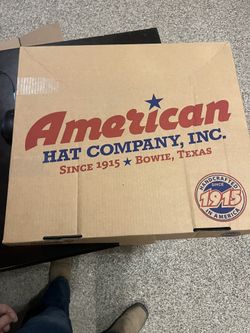 American
HAT COMPANY, INC.
SINCE 1915 ★ BOWIE, TEXAS
HANDCRAFTED
SINCE
1915
IN AMERICA